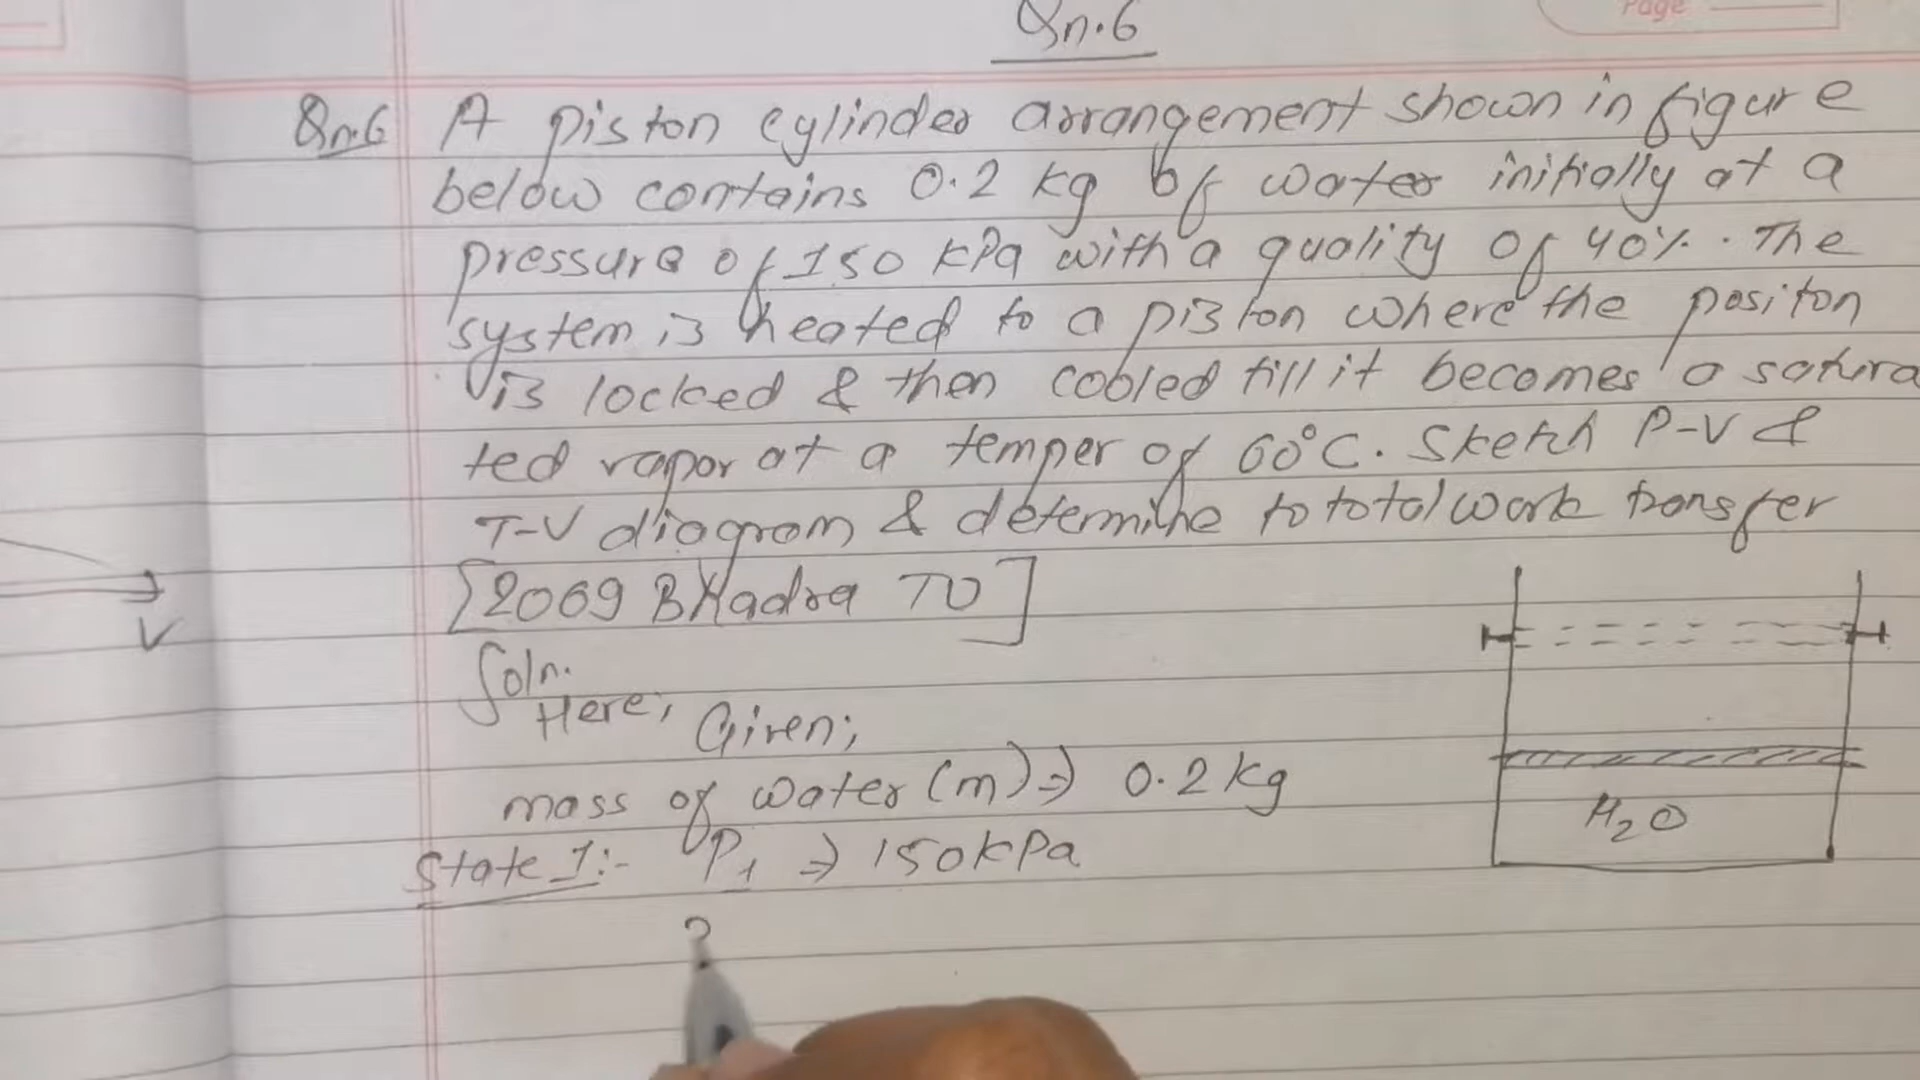 Page
Qn.6
Qn.6 A piston cylinder arrangement shown in figure
below contains 0.2 kg of water initially at a
pressure of 150 kPa with a quality of 40%. The
system is heated to a piston where the positon
is locked & then cooled till it becomes a satura
ted vapor at a temper of 60°C. Sketch P-V &
T-V diagram & determine to total work transfer
[2069 BHadra TU]
Soln.
Here, Given;
mass of water (m) ⇒ 0.2 kg
State 1:- P1 ⇒ 150kPa
H2O
V